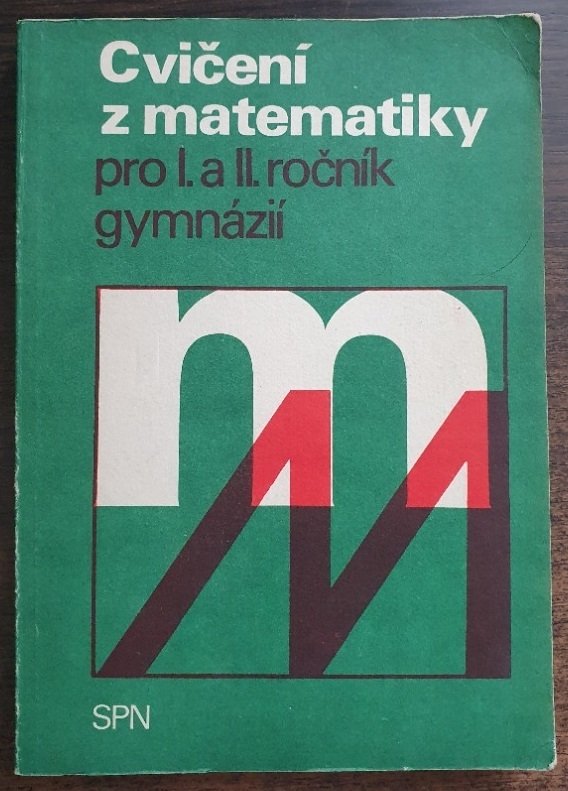 Cvičení
z matematiky
pro I. a II. ročník
gymnázií
m
M
SPN